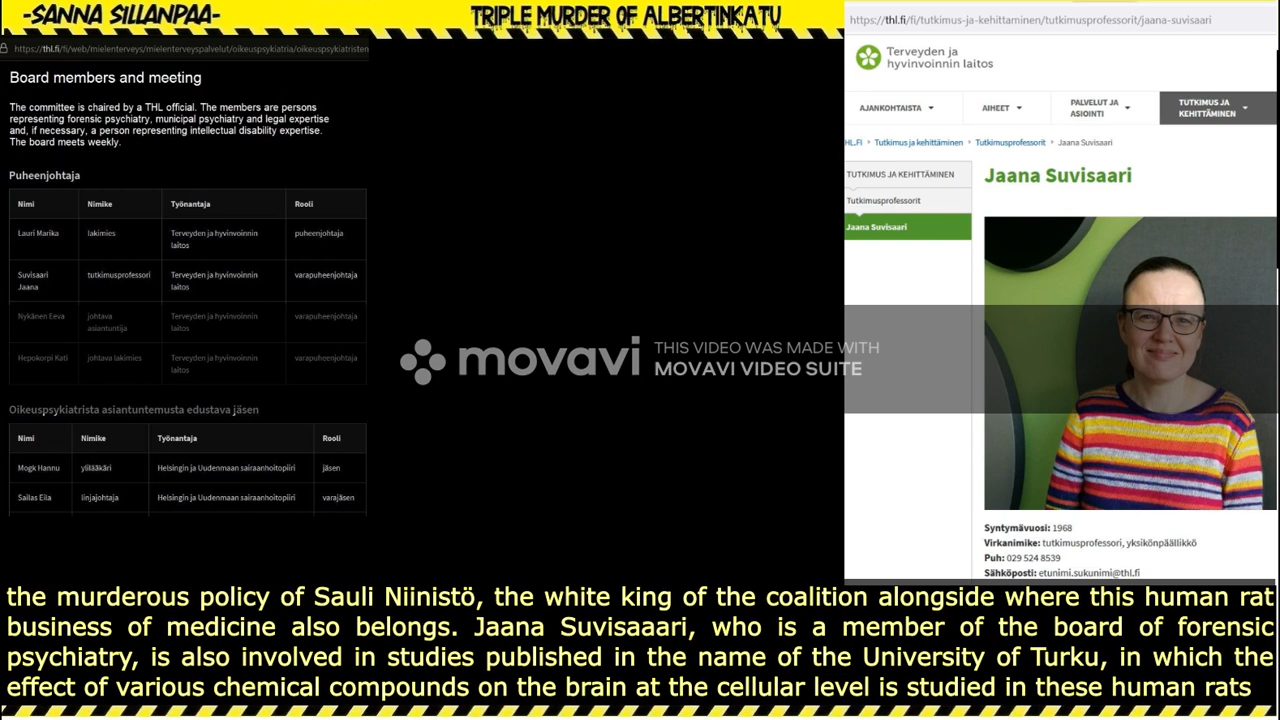 -SANNA SILLANPAA-
TRIPLE MURDER OF ALBERTINKATU
https://thl.fi/fi/web/mielenterveys/mielenterveyspalvelut/oikeuspsykiatria/oikeuspsykiatristen
Board members and meeting
The committee is chaired by a THL official. The members are persons
representing forensic psychiatry, municipal psychiatry and legal expertise
and, if necessary, a person representing intellectual disability expertise.
The board meets weekly.
Puheenjohtaja
Nimi Nimike Työnantaja Rooli
Lauri Marika lakimies Terveyden ja hyvinvoinnin laitos puheenjohtaja
Suvisaari Jaana tutkimusprofessori Terveyden ja hyvinvoinnin laitos varapuheenjohtaja
Nykänen Eeva johtava asiantuntija Terveyden ja hyvinvoinnin laitos varapuheenjohtaja
Hepokorpi Kati johtava lakimies Terveyden ja hyvinvoinnin laitos varapuheenjohtaja
Oikeuspsykiatrista asiantuntemusta edustava jäsen
Nimi Nimike Työnantaja Rooli
Mogk Hannu ylilääkäri Helsingin ja Uudenmaan sairaanhoitopiiri jäsen
Sailas Eila linjajohtaja Helsingin ja Uudenmaan sairaanhoitopiiri varajäsen
https://thl.fi/fi/tutkimus-ja-kehittaminen/tutkimusprofessorit/jaana-suvisaari
Terveyden ja
hyvinvoinnin laitos
AJANKOHTAISTA AIHEET PALVELUT JA ASIOINTI TUTKIMUS JA KEHITTÄMINEN
HL.FI › Tutkimus ja kehittäminen › Tutkimusprofessorit › Jaana Suvisaari
TUTKIMUS JA KEHITTÄMINEN
Tutkimusprofessorit
Jaana Suvisaari
Jaana Suvisaari
movavi
THIS VIDEO WAS MADE WITH
MOVAVI VIDEO SUITE
Syntymävuosi: 1968
Virkanimike: tutkimusprofessori, yksikönpäällikkö
Puh: 029 524 8539
Sähköposti: etunimi.sukunimi@thl.fi
the murderous policy of Sauli Niinistö, the white king of the coalition alongside where this human rat
business of medicine also belongs. Jaana Suvisaaari, who is a member of the board of forensic
psychiatry, is also involved in studies published in the name of the University of Turku, in which the
effect of various chemical compounds on the brain at the cellular level is studied in these human rats